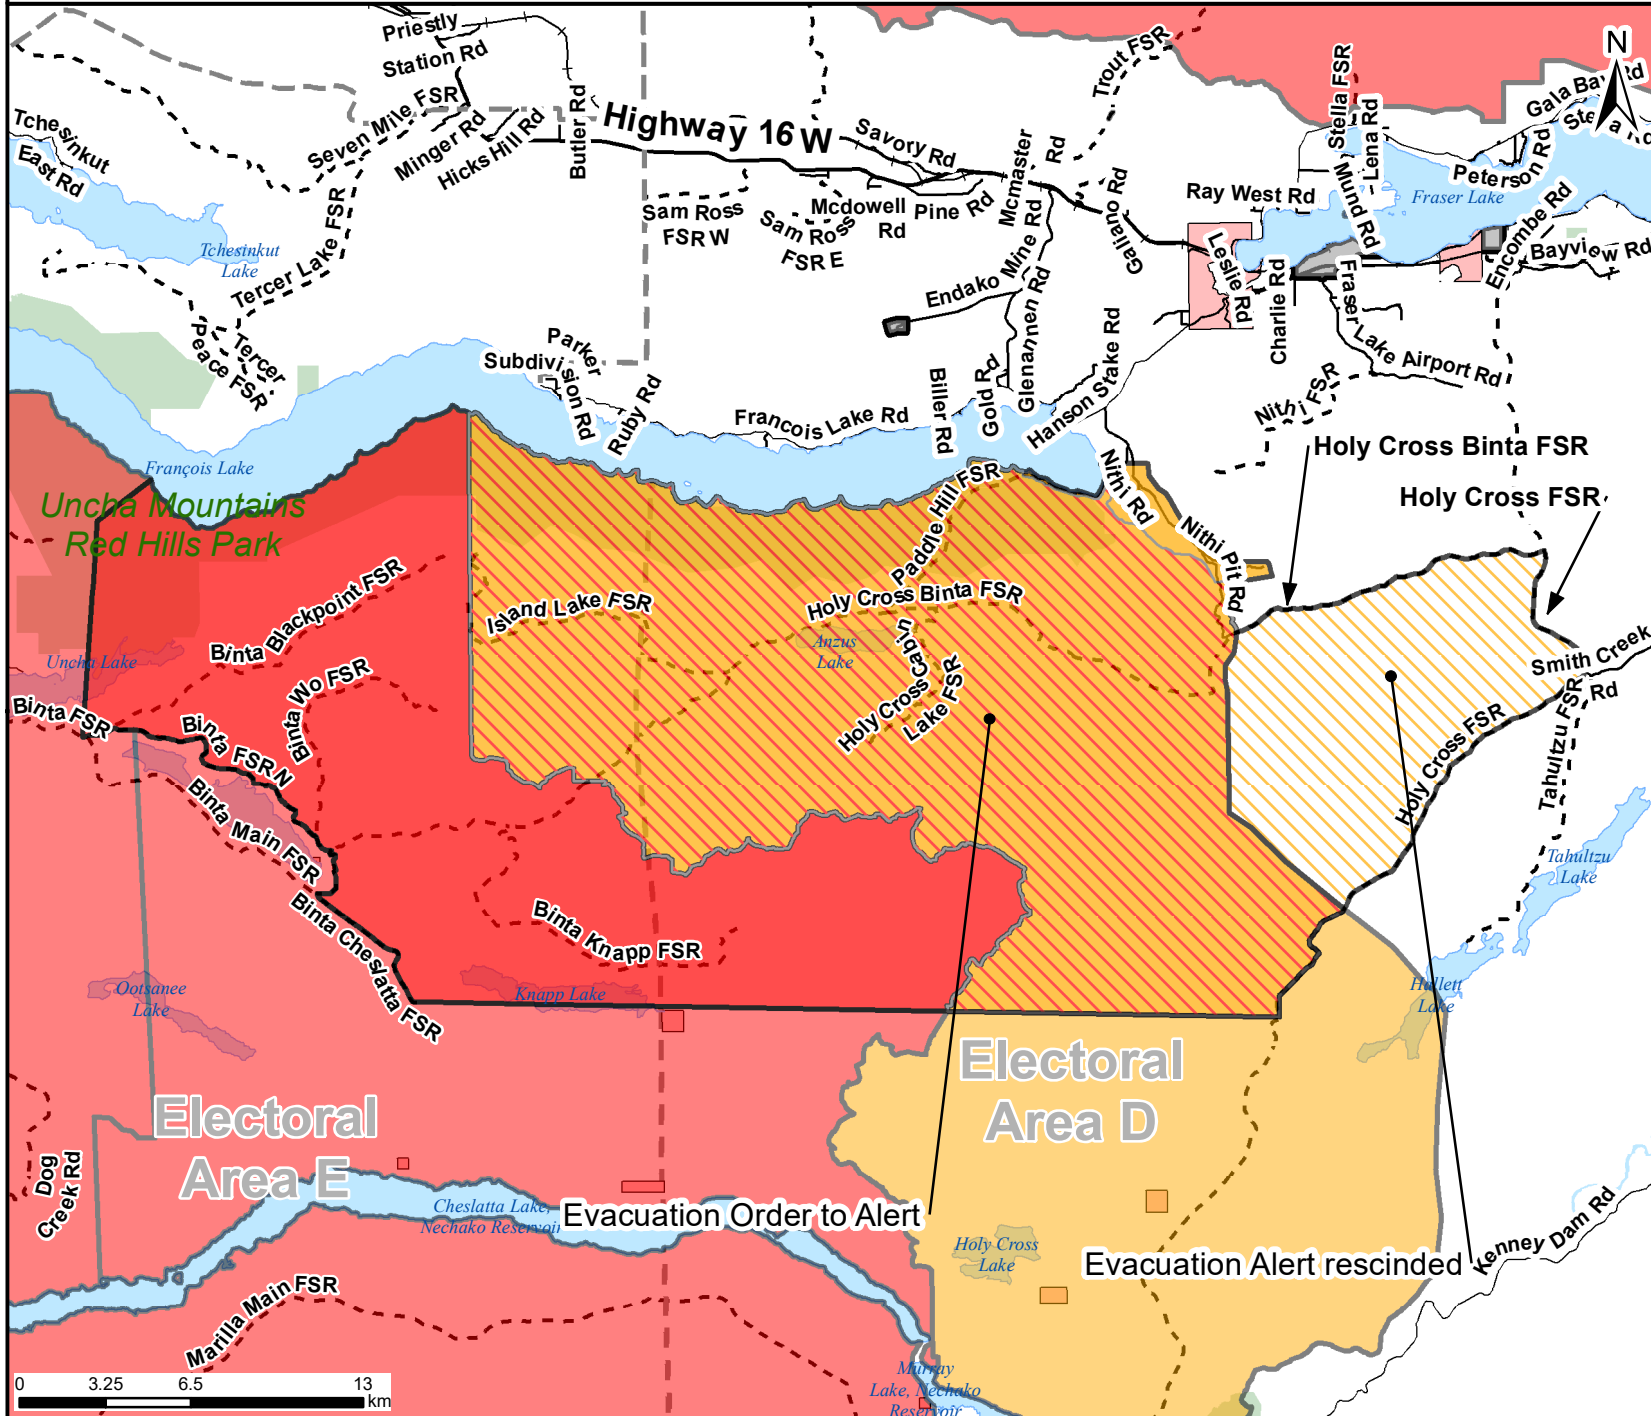 Priestly
Station Rd
Seven Mile FSR
Minger Rd
Hicks Hill Rd
Butler Rd
Highway 16 W
Savory Rd
Mcmaster
Rd
Trout FSR
Stella FSR
Lena Rd
Gala Bay Rd
N
Stella Rd
Tchesinkut
East Rd
Tchesinkut
Lake
Tercer Lake FSR
Sam Ross
FSR W
Sam Ross
FSR E
Mcdowell
Rd
Pine Rd
Endako Mine Rd
Galiano Rd
Ray West Rd
Mund Rd
Peterson Rd
Fraser Lake
Encombe Rd
Bayview Rd
Leslie Rd
Charlie Rd
Fraser
Lake Airport Rd
Tercer
Peace FSR
Parker
Subdivision Rd
Ruby Rd
Francois Lake Rd
Biller Rd
Gold Rd
Glenannen Rd
Hanson Stake Rd
Nithi FSR
Holy Cross Binta FSR
Holy Cross FSR
François Lake
Uncha Mountains
Red Hills Park
Nithi Rd
Nithi Pit Rd
Paddle Hill FSR
Holy Cross Binta FSR
Island Lake FSR
Anzus
Lake
Holy Cross Cabin
Lake FSR
Binta Blackpoint FSR
Uncha Lake
Binta FSR
Binta Wo FSR
Binta FSR N
Binta Main FSR
Smith Creek
Rd
Tahultzu FSR
Holy Cross FSR
Tahultzu
Lake
Binta Cheslatta FSR
Binta Knapp FSR
Knapp Lake
Ootsanee
Lake
Hallett
Lake
Electoral
Area D
Electoral
Area E
Dog
Creek Rd
Cheslatta Lake,
Nechako Reservoir
Evacuation Order to Alert
Holy Cross
Lake
Evacuation Alert rescinded
Kenney Dam Rd
Marilla Main FSR
Murray
Lake, Nechako
Reservoir
0 3.25 6.5 13
km